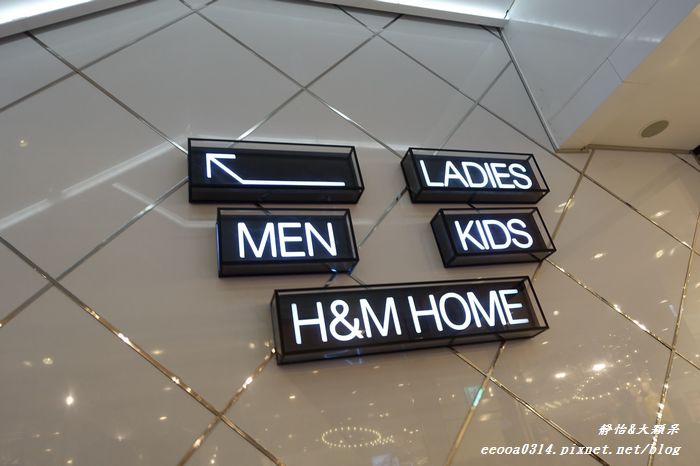 LADIES
MEN
KIDS
H&M HOME
靜怡&大顆呆
eeooa0314.pixnet.net/blog